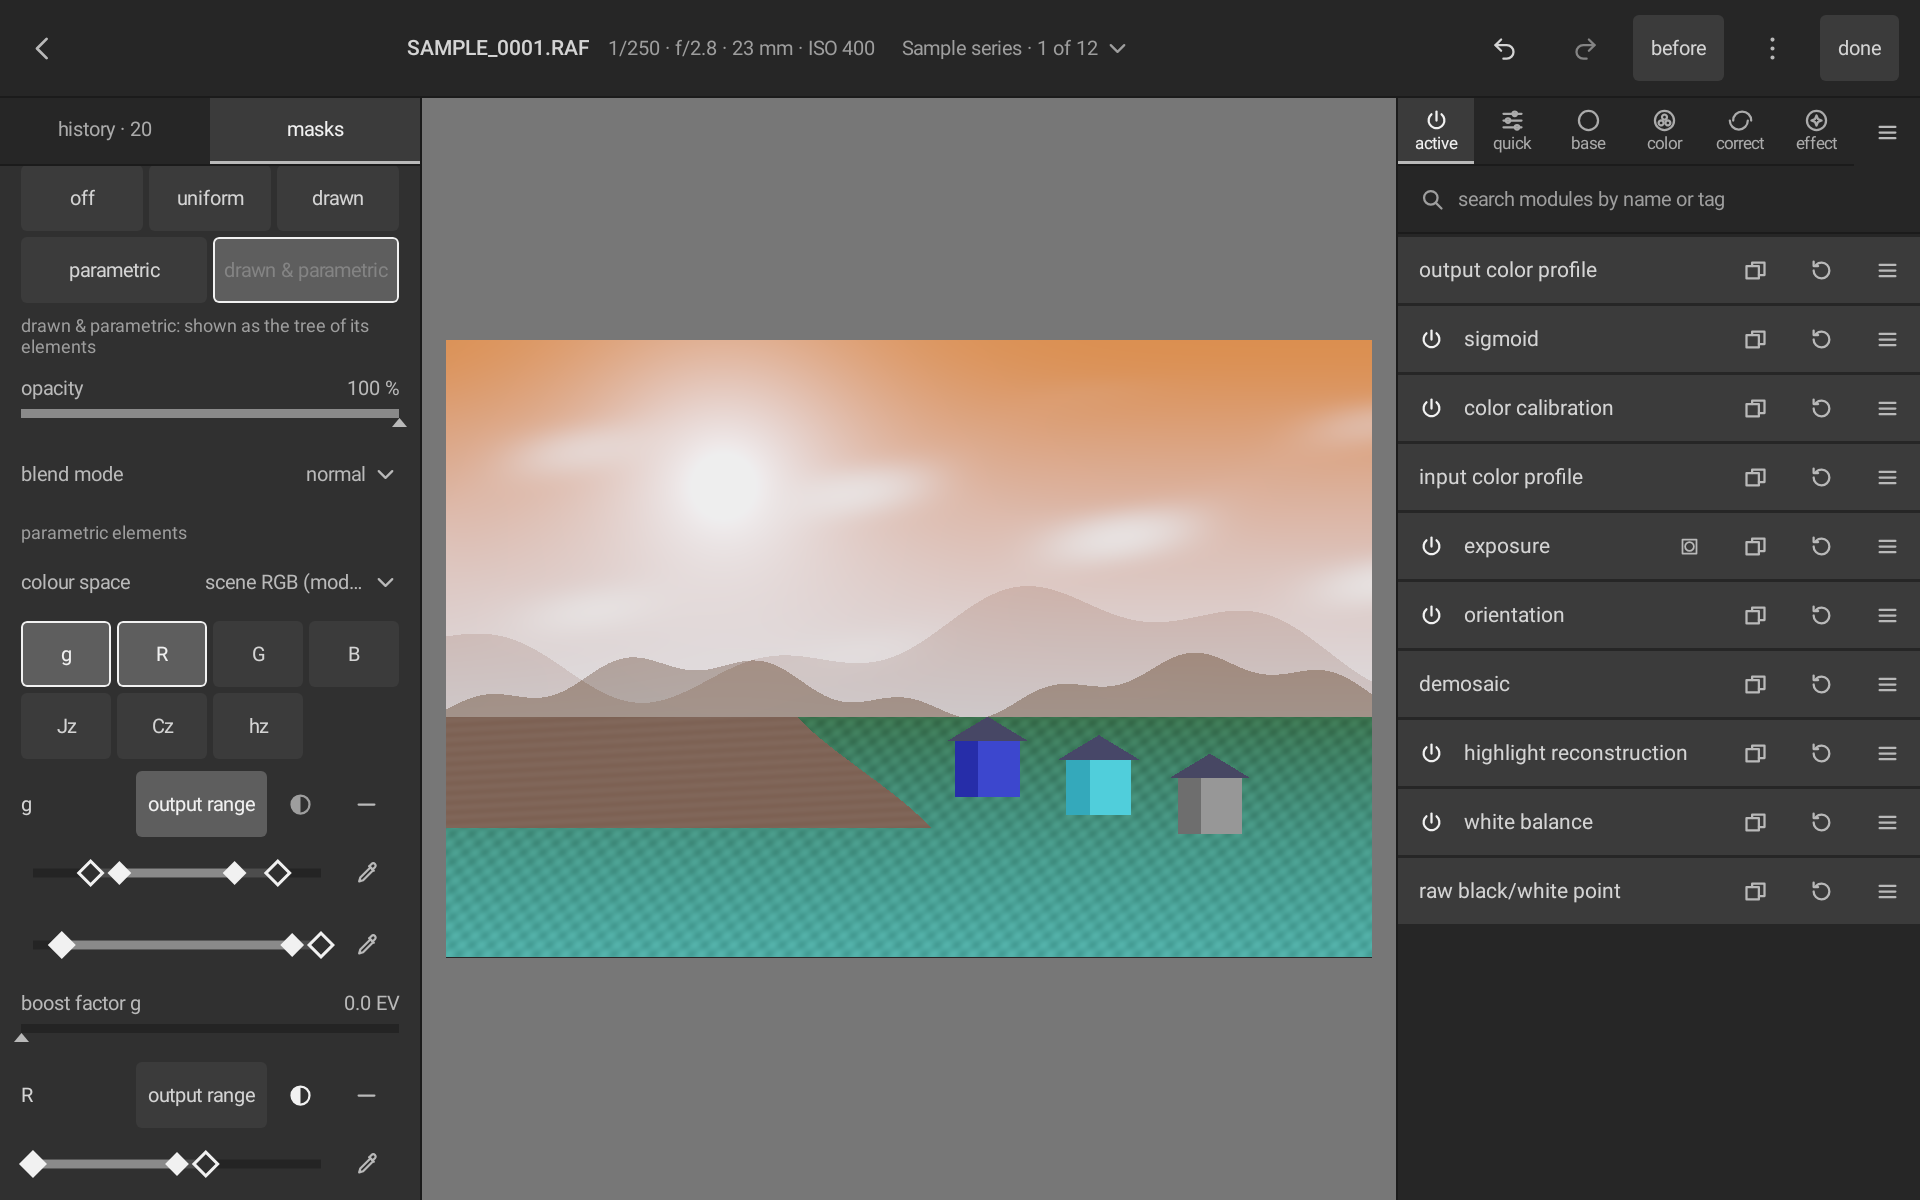 SAMPLE_0001.RAF 1/250 · f/2.8 · 23 mm · ISO 400 Sample series · 1 of 12
before
done
history · 20
masks
off
uniform
drawn
parametric
drawn & parametric
drawn & parametric: shown as the tree of its
elements
opacity 100 %
blend mode normal
parametric elements
colour space scene RGB (mod...
g R G B
Jz Cz hz
g output range
boost factor g 0.0 EV
R output range
active quick base color correct effect
search modules by name or tag
output color profile
sigmoid
color calibration
input color profile
exposure
orientation
demosaic
highlight reconstruction
white balance
raw black/white point